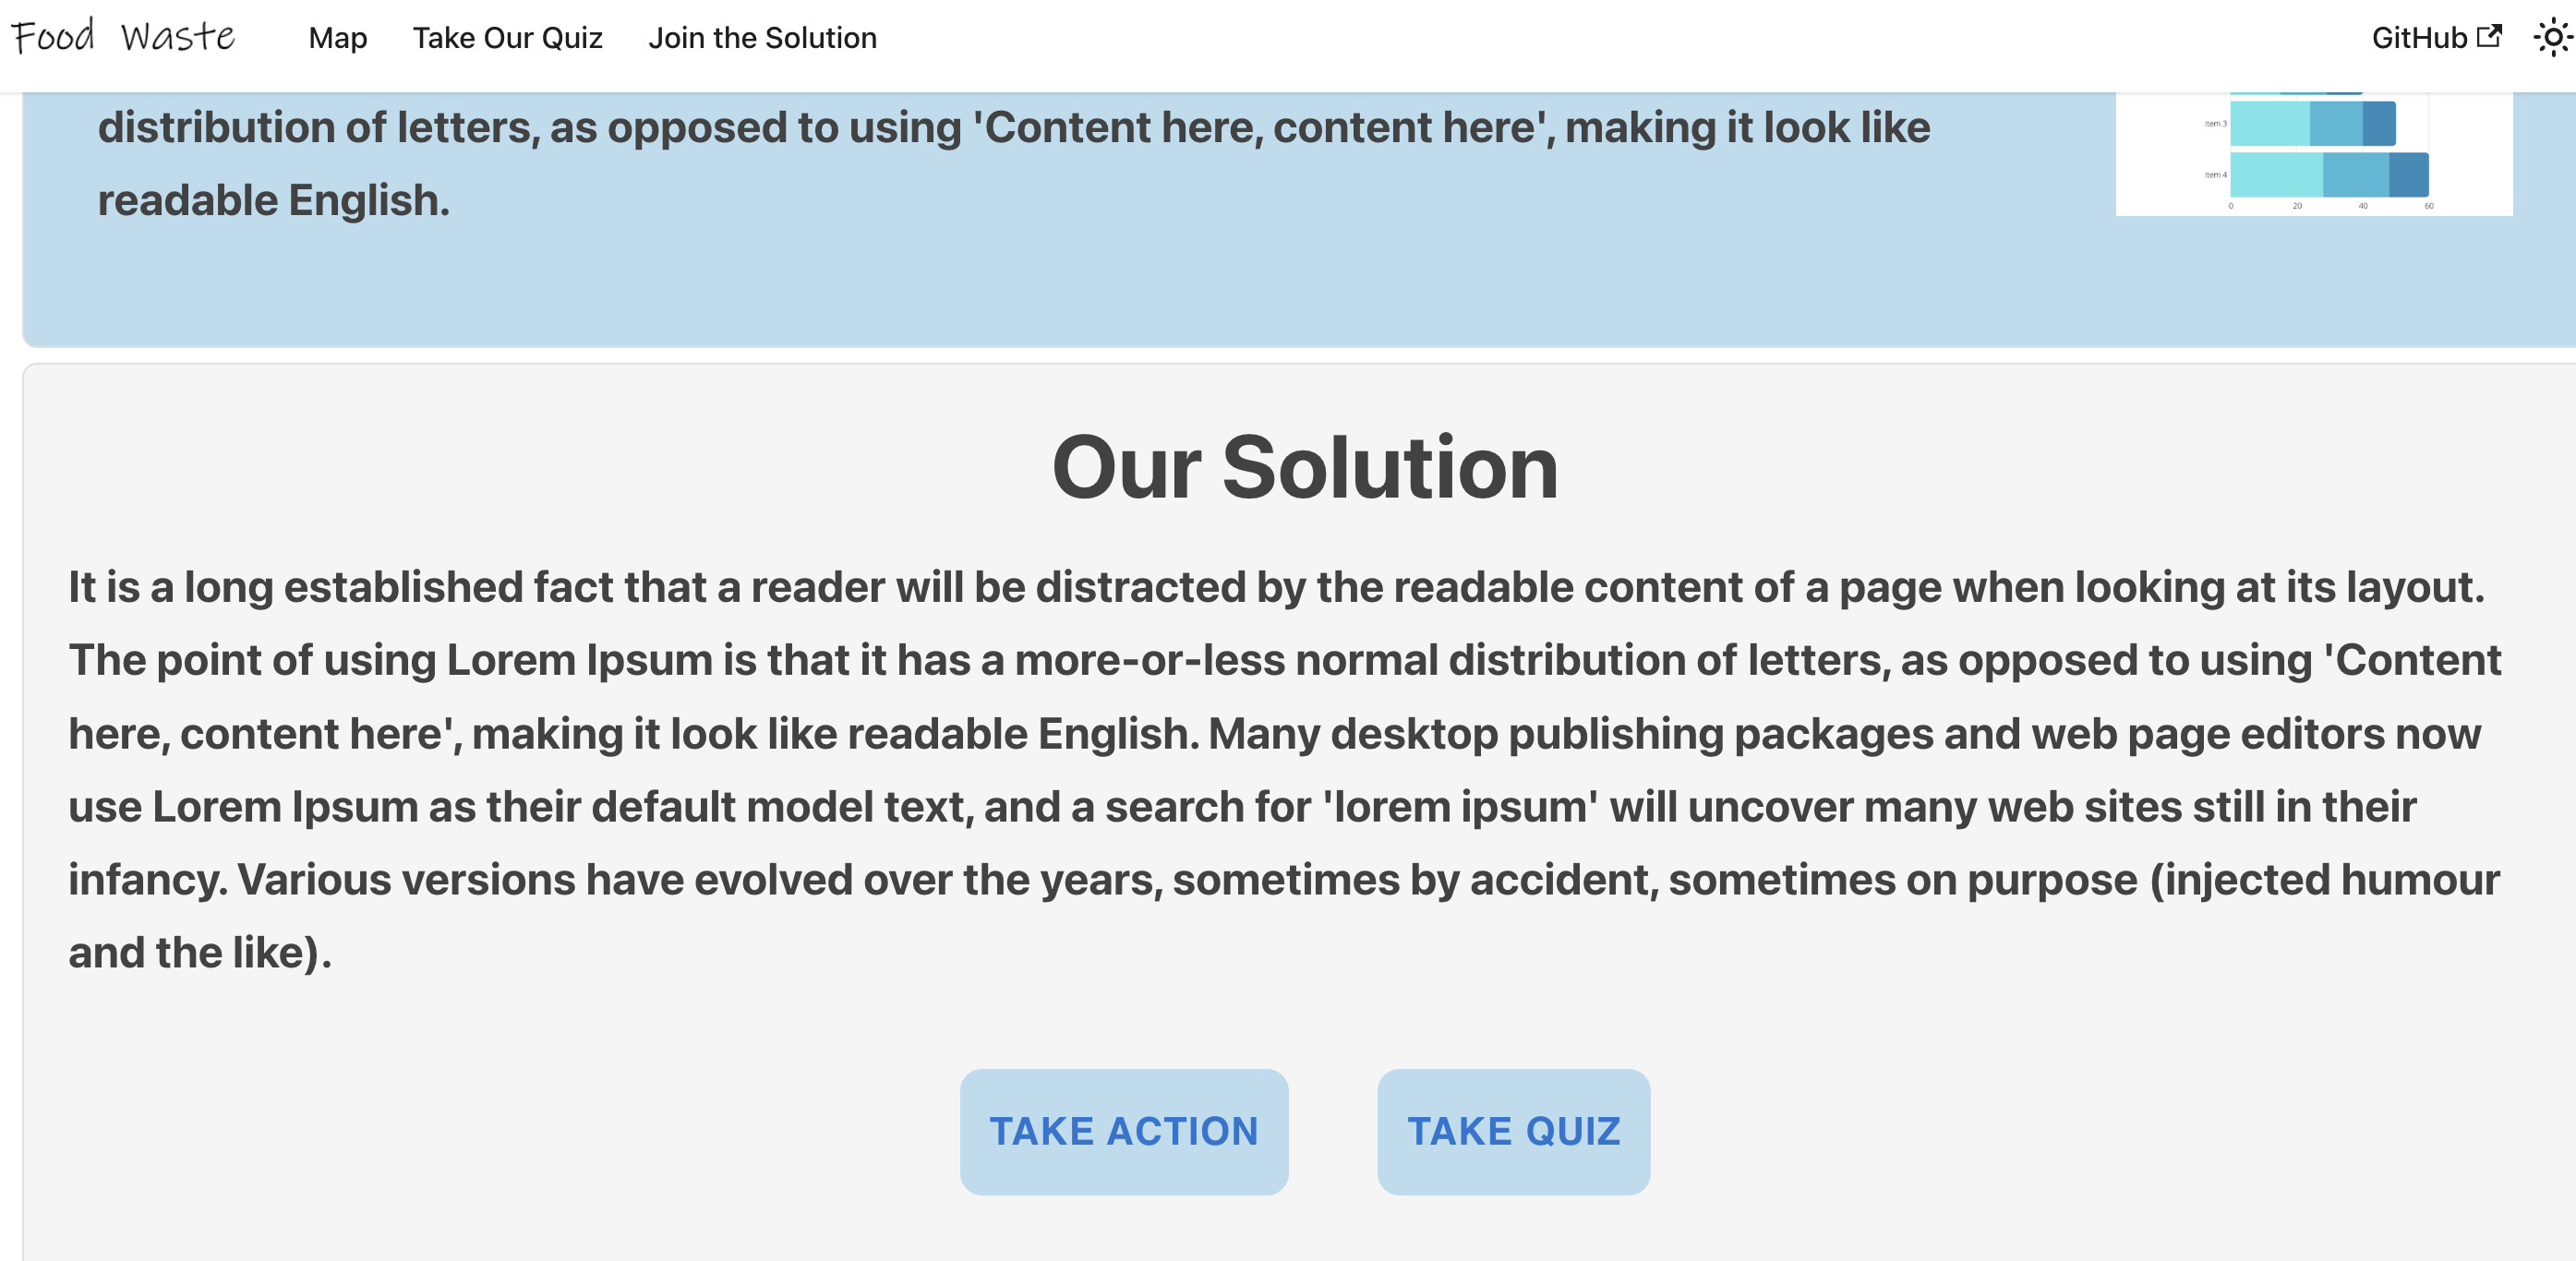 Food Waste Map Take Our Quiz Join the Solution GitHub
distribution of letters, as opposed to using 'Content here, content here', making it look like
readable English.
Item 3
Item 4
0 20 40 60
Our Solution
It is a long established fact that a reader will be distracted by the readable content of a page when looking at its layout.
The point of using Lorem Ipsum is that it has a more-or-less normal distribution of letters, as opposed to using 'Content
here, content here', making it look like readable English. Many desktop publishing packages and web page editors now
use Lorem Ipsum as their default model text, and a search for 'lorem ipsum' will uncover many web sites still in their
infancy. Various versions have evolved over the years, sometimes by accident, sometimes on purpose (injected humour
and the like).
TAKE ACTION TAKE QUIZ